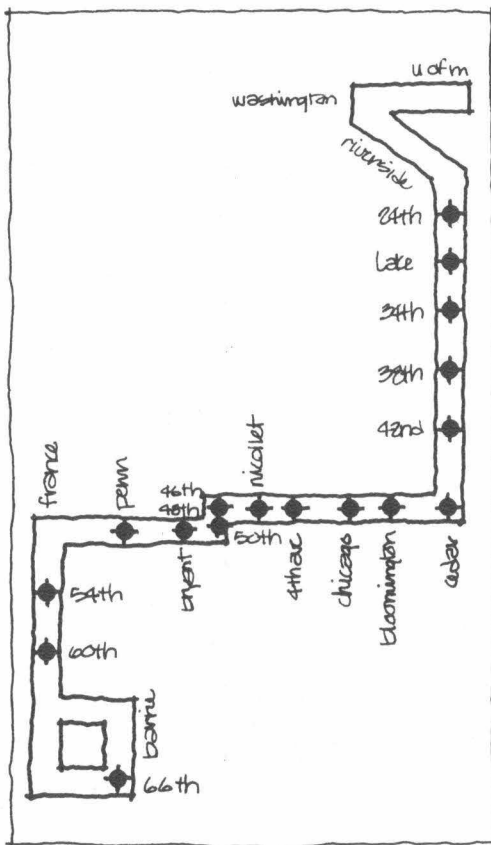 u of m
washington
riverside
24th
Lake
34th
38th
42nd
nicollet
france
penn
46th
48th
50th
bryant
4th ave
chicago
bloomington
cedar
54th
60th
barrie
66th